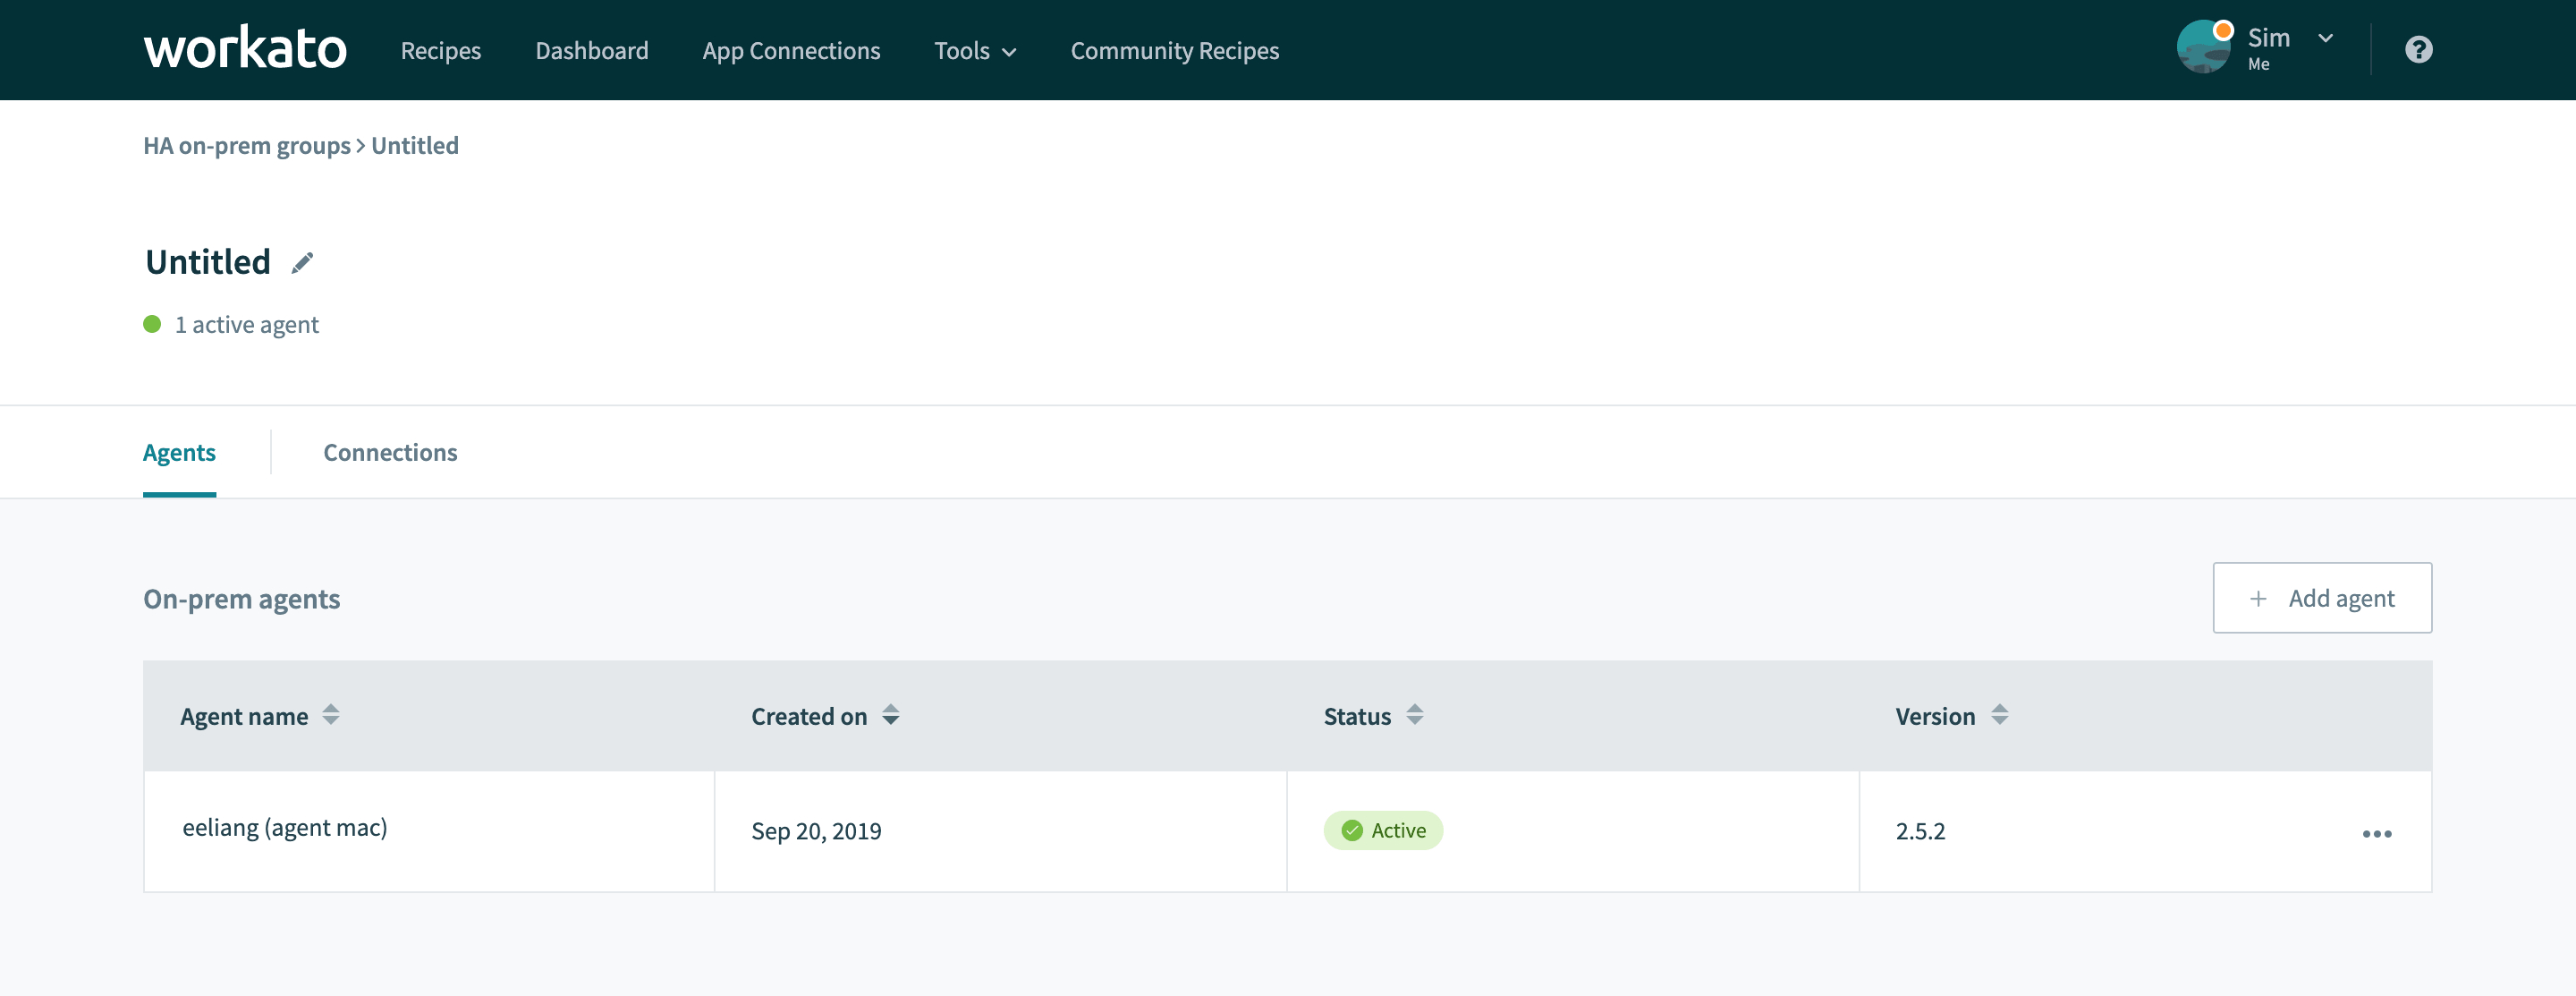 workato Recipes Dashboard App Connections Tools Community Recipes Sim
Me
HA on-prem groups > Untitled
Untitled
1 active agent
Agents Connections
On-prem agents + Add agent
Agent name Created on Status Version
eeliang (agent mac) Sep 20, 2019 Active 2.5.2